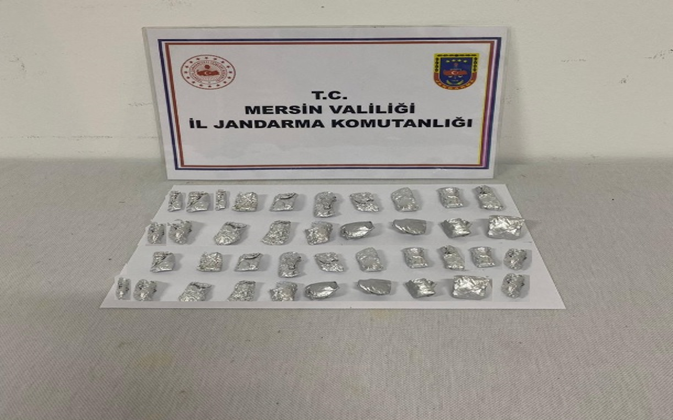 T.C.
MERSİN VALİLİĞİ
İL JANDARMA KOMUTANLIĞI